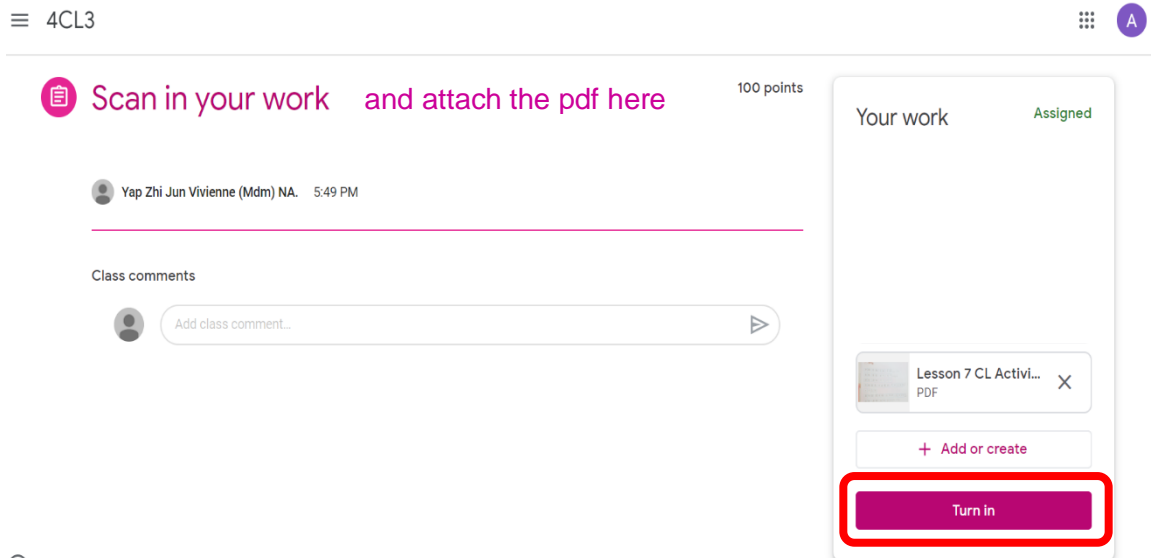 4CL3
A
Scan in your work and attach the pdf here
100 points
Yap Zhi Jun Vivienne (Mdm) NA. 5:49 PM
Class comments
Add class comment...
Your work
Assigned
Lesson 7 CL Activi...
PDF
+ Add or create
Turn in